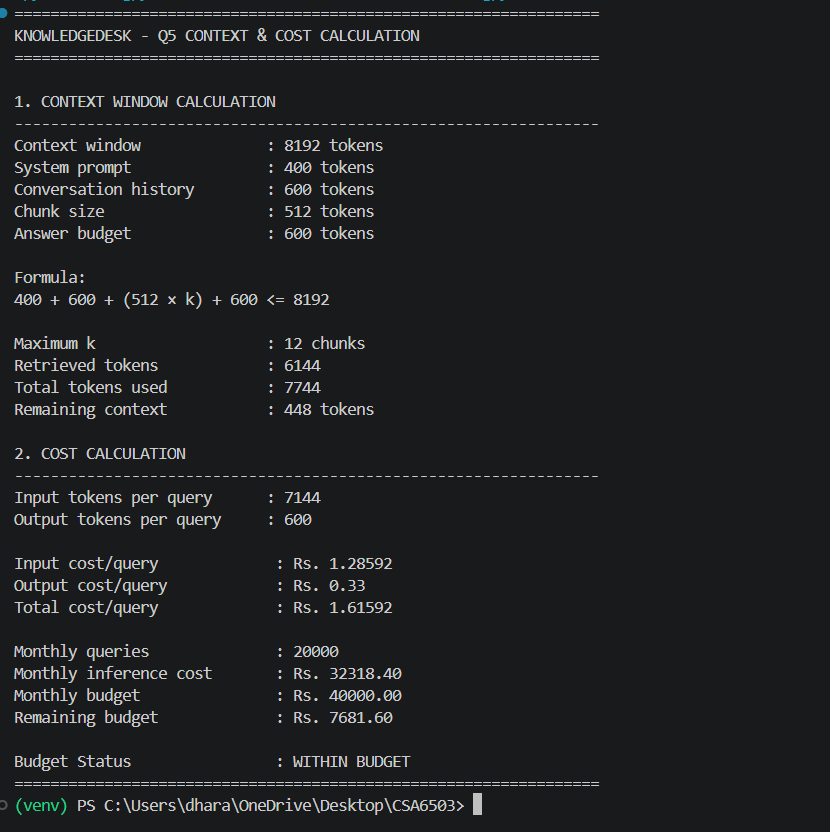 =================================================================
KNOWLEDGEDESK - Q5 CONTEXT & COST CALCULATION
=================================================================
1. CONTEXT WINDOW CALCULATION
-----------------------------------------------------------------
Context window : 8192 tokens
System prompt : 400 tokens
Conversation history : 600 tokens
Chunk size : 512 tokens
Answer budget : 600 tokens
Formula:
400 + 600 + (512 × k) + 600 <= 8192
Maximum k : 12 chunks
Retrieved tokens : 6144
Total tokens used : 7744
Remaining context : 448 tokens
2. COST CALCULATION
-----------------------------------------------------------------
Input tokens per query : 7144
Output tokens per query : 600
Input cost/query : Rs. 1.28592
Output cost/query : Rs. 0.33
Total cost/query : Rs. 1.61592
Monthly queries : 20000
Monthly inference cost : Rs. 32318.40
Monthly budget : Rs. 40000.00
Remaining budget : Rs. 7681.60
Budget Status : WITHIN BUDGET
=================================================================
(venv) PS C:\Users\dhara\OneDrive\Desktop\CSA6503>